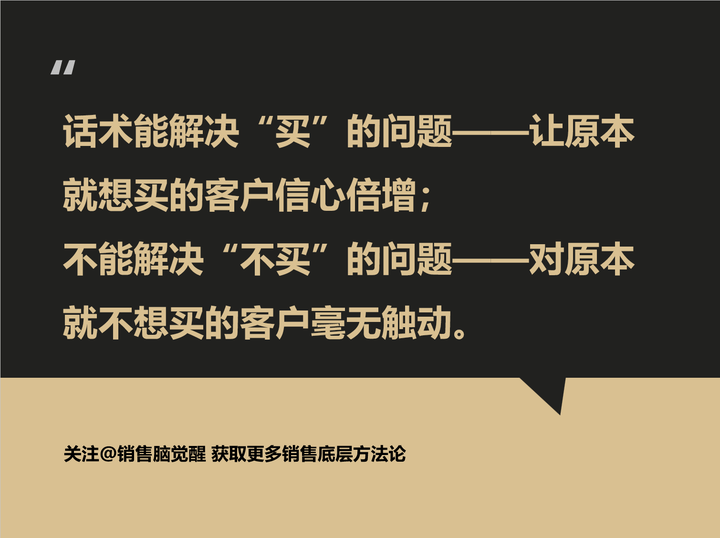 “
话术能解决“买”的问题——让原本
就想买的客户信心倍增；
不能解决“不买”的问题——对原本
就不想买的客户毫无触动。
关注@销售脑觉醒 获取更多销售底层方法论